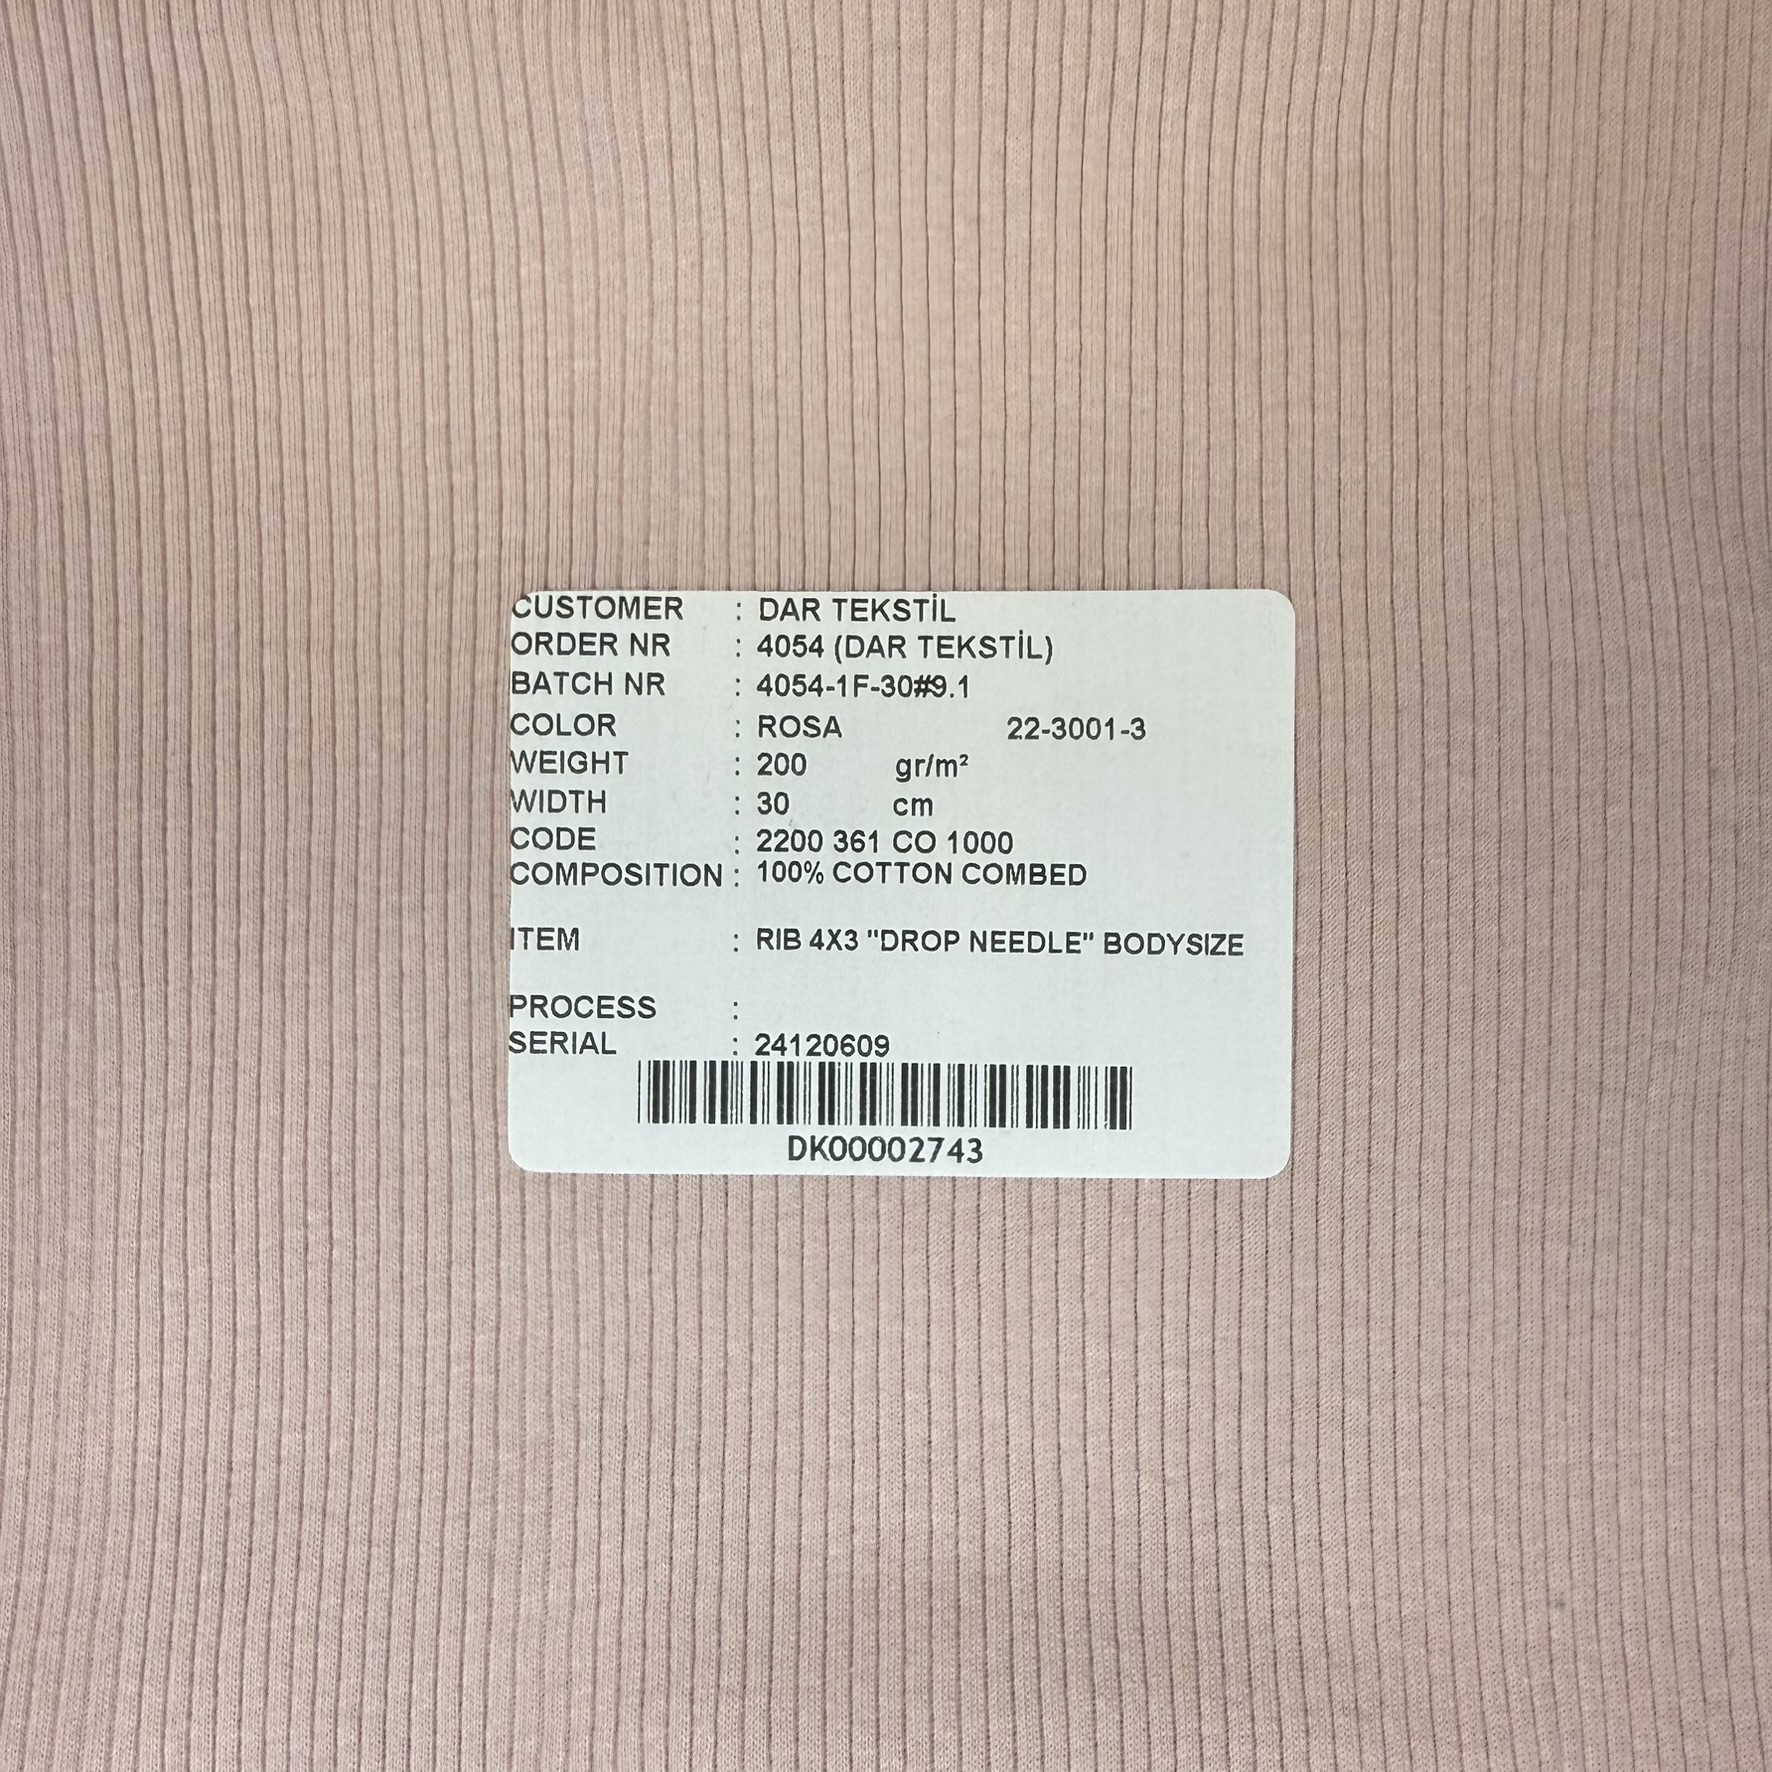 CUSTOMER : DAR TEKSTİL
ORDER NR : 4054 (DAR TEKSTİL)
BATCH NR : 4054-1F-30#9.1
COLOR : ROSA 22-3001-3
WEIGHT : 200 gr/m²
WIDTH : 30 cm
CODE : 2200 361 CO 1000
COMPOSITION : 100% COTTON COMBED
ITEM : RIB 4X3 "DROP NEEDLE" BODYSIZE
PROCESS :
SERIAL : 24120609
DK00002743